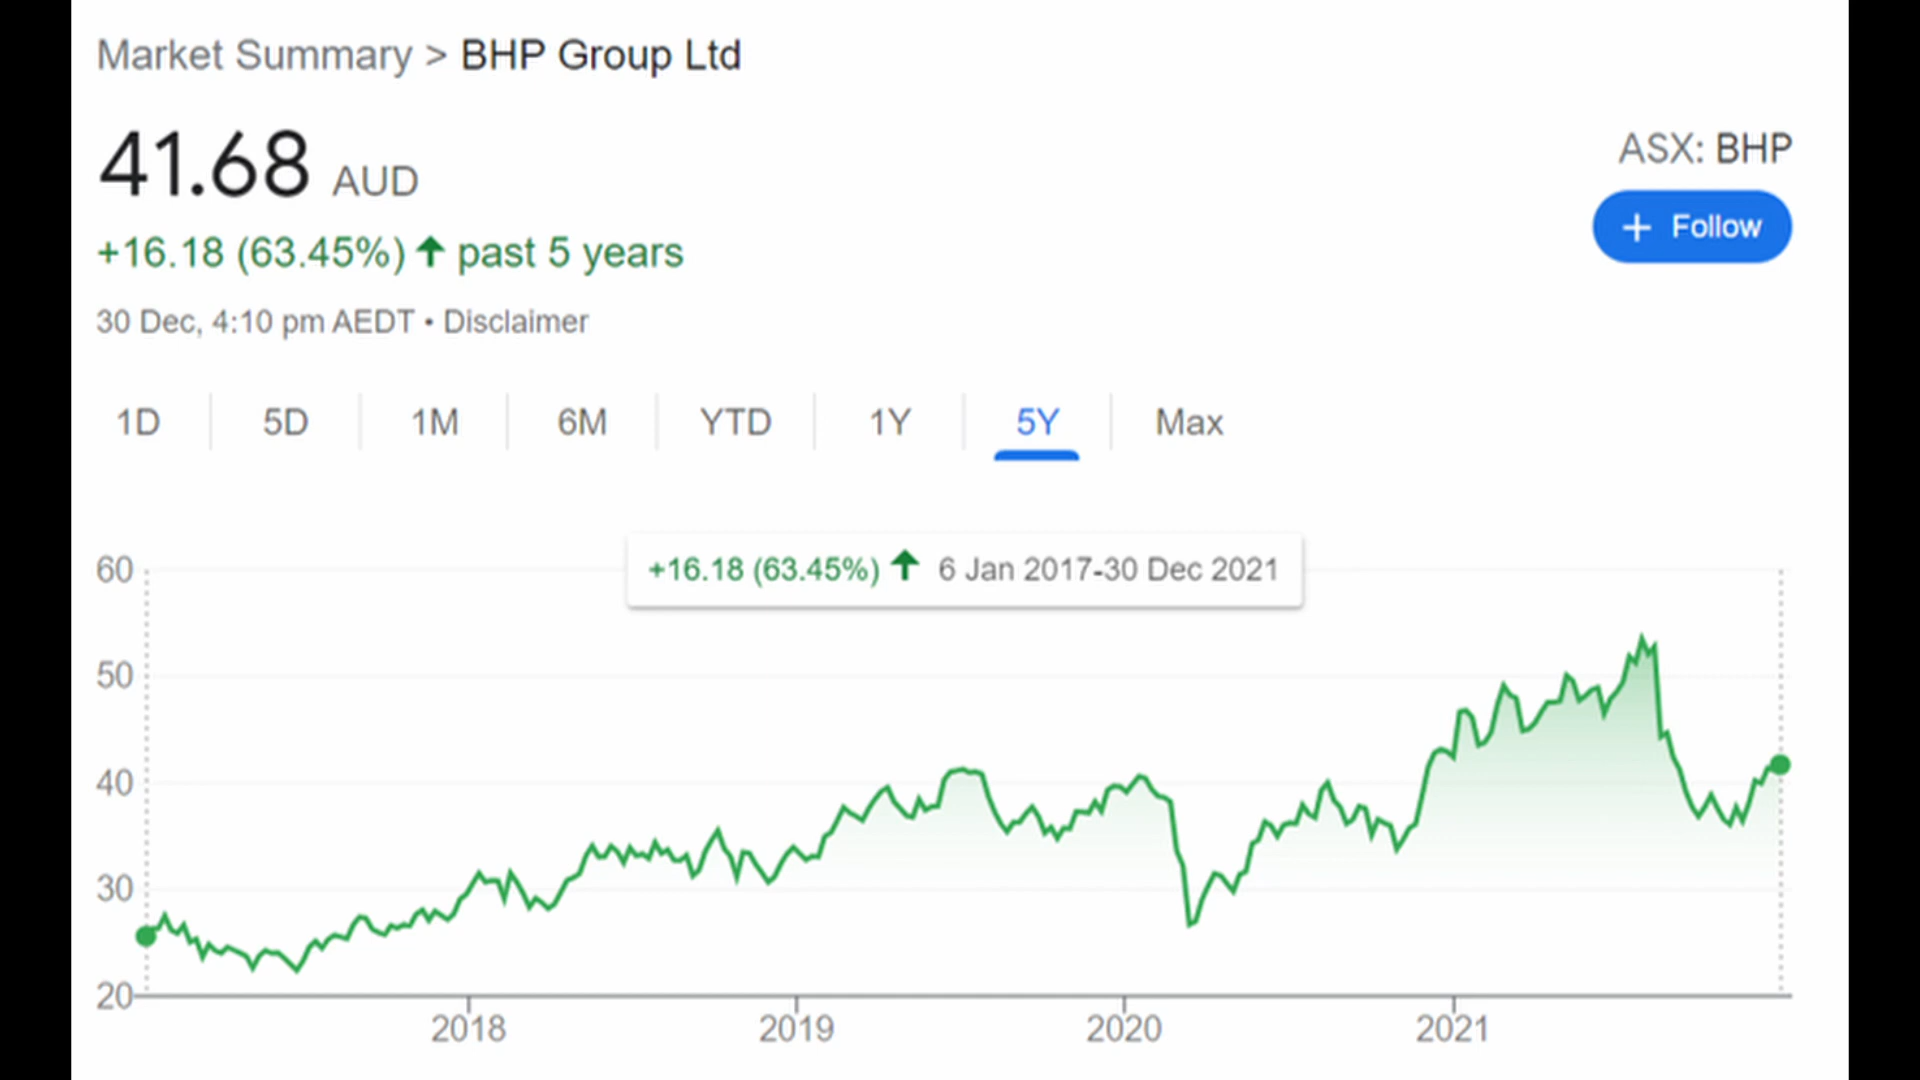 Market Summary > BHP Group Ltd
41.68 AUD
ASX: BHP
+ Follow
+16.18 (63.45%) ↑ past 5 years
30 Dec, 4:10 pm AEDT • Disclaimer
1D 5D 1M 6M YTD 1Y 5Y Max
+16.18 (63.45%) ↑ 6 Jan 2017-30 Dec 2021
60
50
40
30
20
2018 2019 2020 2021